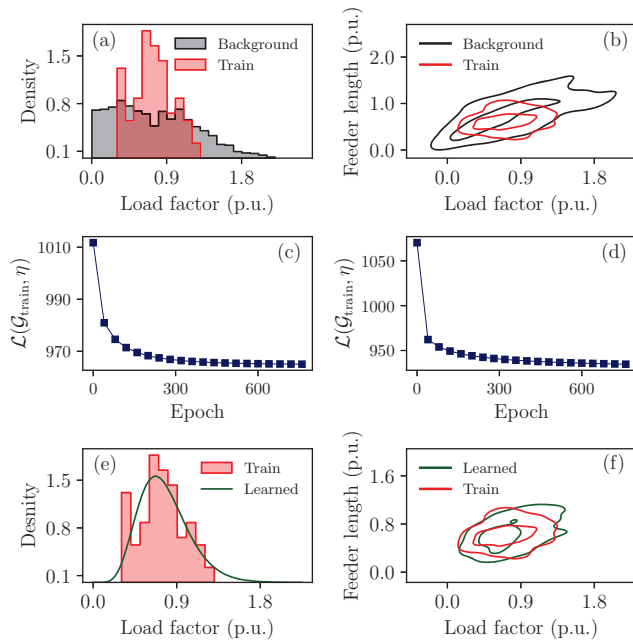 (a)
Background
Train
Density
1.5
0.8
0.1
0.0 0.9 1.8
Load factor (p.u.)
(b)
Background
Train
Feeder length (p.u.)
2.0
1.0
0.0
0.0 0.9 1.8
Load factor (p.u.)
(c)
ℒ(𝒢train, η)
1010
990
970
0 300 600
Epoch
(d)
ℒ(𝒢train, η)
1050
1000
950
0 300 600
Epoch
(e)
Train
Learned
Desnity
1.5
0.8
0.1
0.0 0.9 1.8
Load factor (p.u.)
(f)
Learned
Train
Feeder length (p.u.)
1.6
0.8
0.0
0.0 0.9 1.8
Load factor (p.u.)